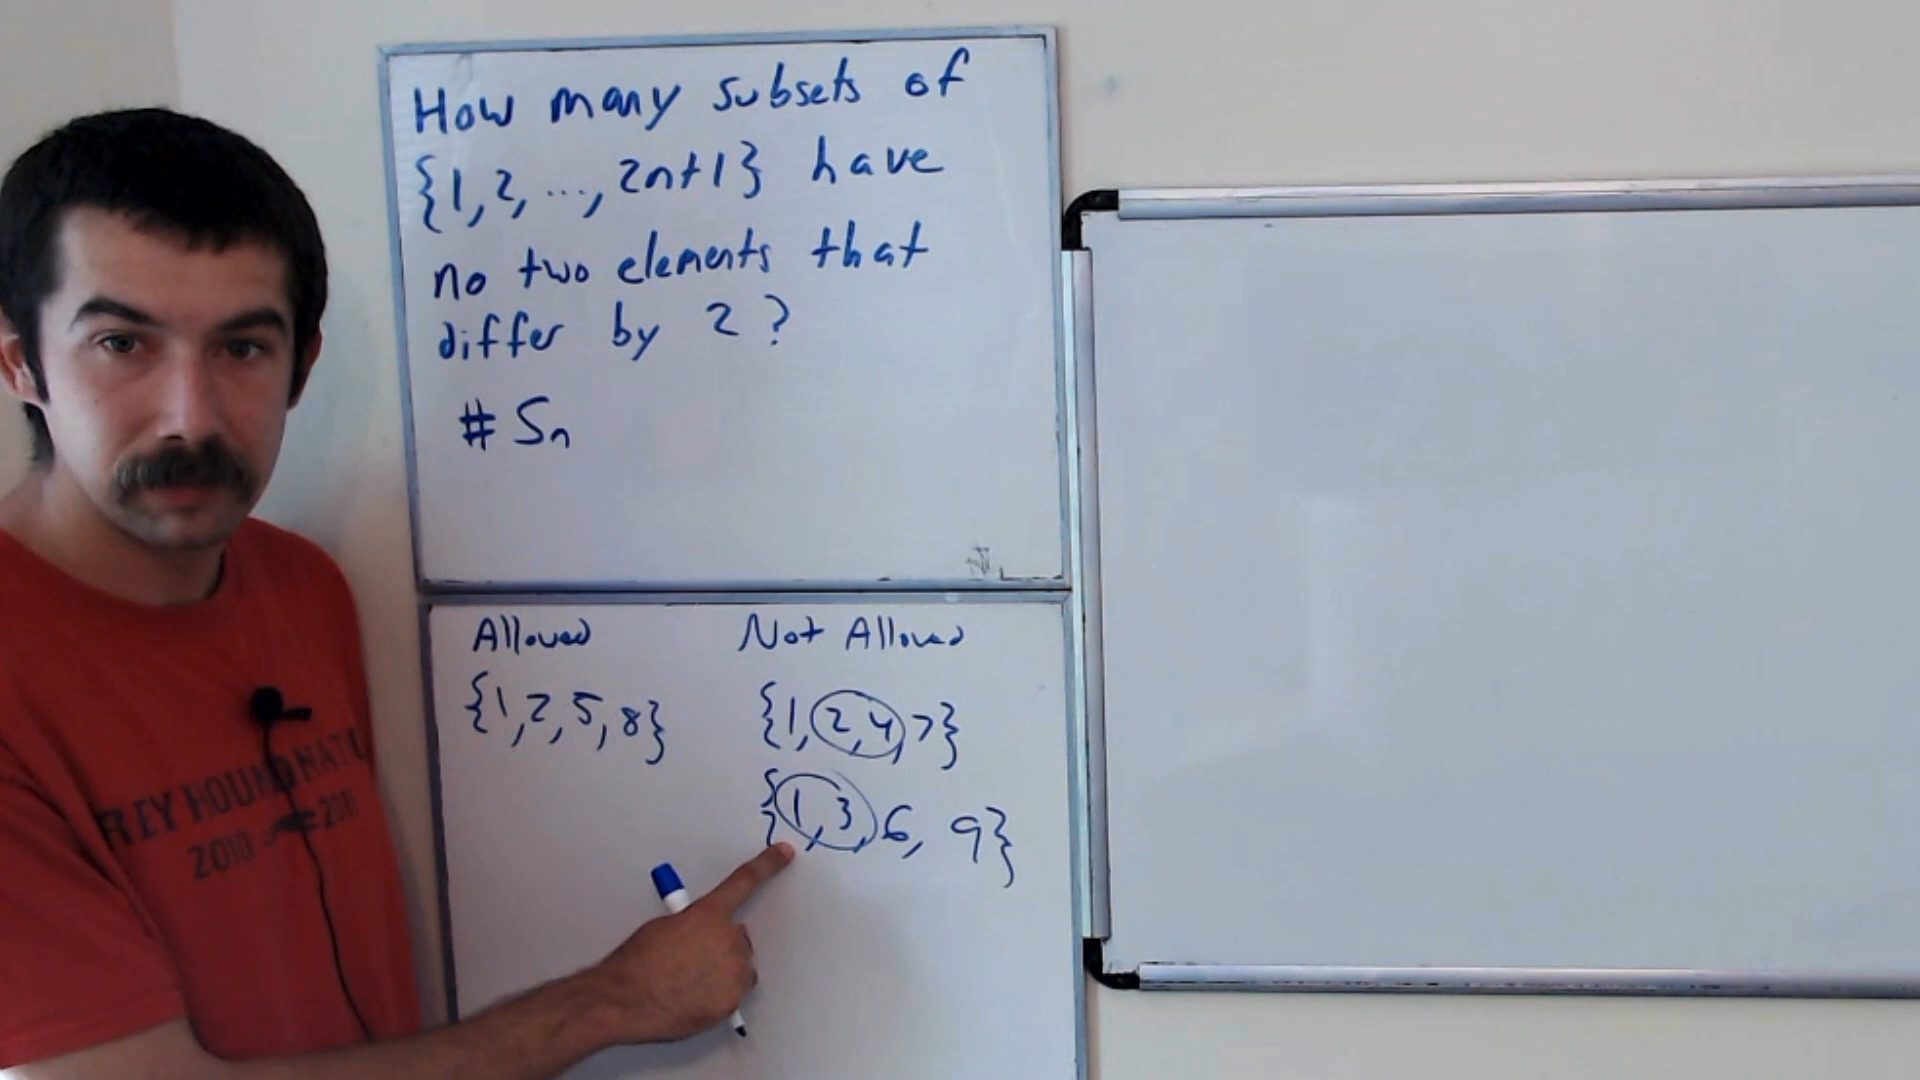 How many subsets of
{1, 2, ..., 2n+1} have
no two elements that
differ by 2?
# Sn
Allowed Not Allowed
{1, 2, 5, 8} {1, 2, 4, 7}
{1, 3, 6, 9}
2010